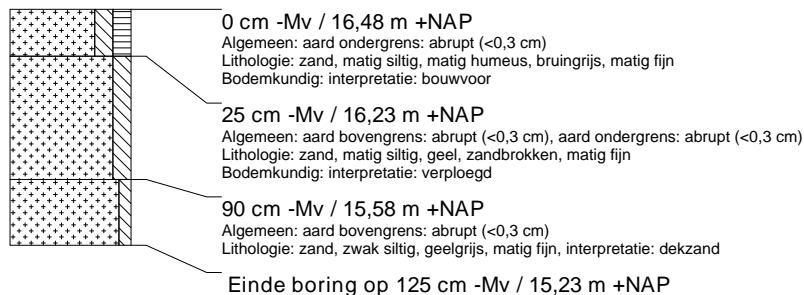 0 cm -Mv / 16,48 m +NAP
Algemeen: aard ondergrens: abrupt (<0,3 cm)
Lithologie: zand, matig siltig, matig humeus, bruingrijs, matig fijn
Bodemkundig: interpretatie: bouwvoor
25 cm -Mv / 16,23 m +NAP
Algemeen: aard bovengrens: abrupt (<0,3 cm), aard ondergrens: abrupt (<0,3 cm)
Lithologie: zand, matig siltig, geel, zandbrokken, matig fijn
Bodemkundig: interpretatie: verploegd
90 cm -Mv / 15,58 m +NAP
Algemeen: aard bovengrens: abrupt (<0,3 cm)
Lithologie: zand, zwak siltig, geelgrijs, matig fijn, interpretatie: dekzand
Einde boring op 125 cm -Mv / 15,23 m +NAP